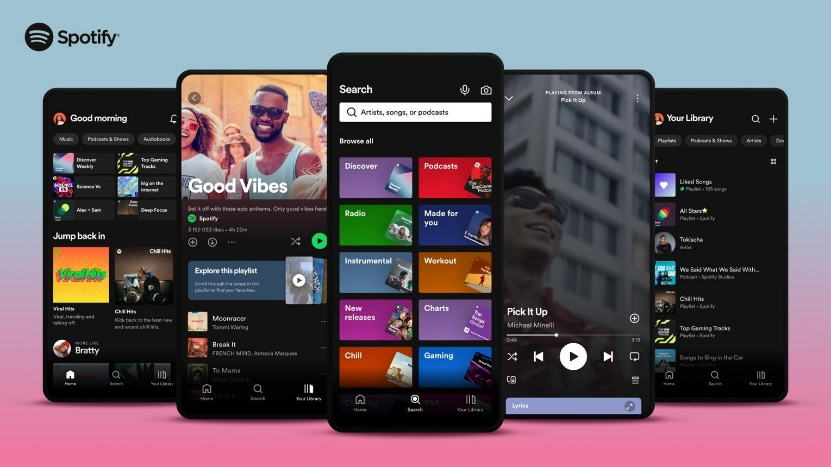 Spotify
Good morning
Music
Podcasts & Shows
Audiobooks
Discover Weekly
Top Gaming Tracks
Science Vs
big on the internet
Alex + Sam
Deep Focus
Jump back in
Viral Hits
Chill Hits
Viral Hits
Viral, trending and taking off.
Chill Hits
Kick back to the best new and recent chill hits.
MORE LIKE
Bratty
Home
Search
Your Library
Good Vibes
Set it off with these epic anthems. Only good vibes here!
Spotify
3 152 033 likes • 4h 20m
Explore this playlist
Scroll through the songs in this
playlist to find your favorites.
Moonracer
Tommi Waring
Break It
FRENCH MIND, Antonia Marquee
To Mama
Home
Search
Your Library
Search
Artists, songs, or podcasts
Browse all
Discover
Podcasts
Radio
Made for
you
Instrumental
Workout
New
releases
Charts
Chill
Gaming
Home
Search
Your Library
PLAYING FROM ALBUM
Pick It Up
Pick It Up
Michael Minelli
0:44
3:13
Lyrics
Your Library
Playlists
Podcasts & Shows
Artists
Liked Songs
Playlist • 185 songs
All Stars⭐
Playlist • Spotify
Tokischa
Artist
We Said What We Said With...
Podcast • Spotify Studios
Chill Hits
Playlist • Spotify
Top Gaming Tracks
Playlist • Spotify
Songs to Sing in the Car
Home
Search
Your Library